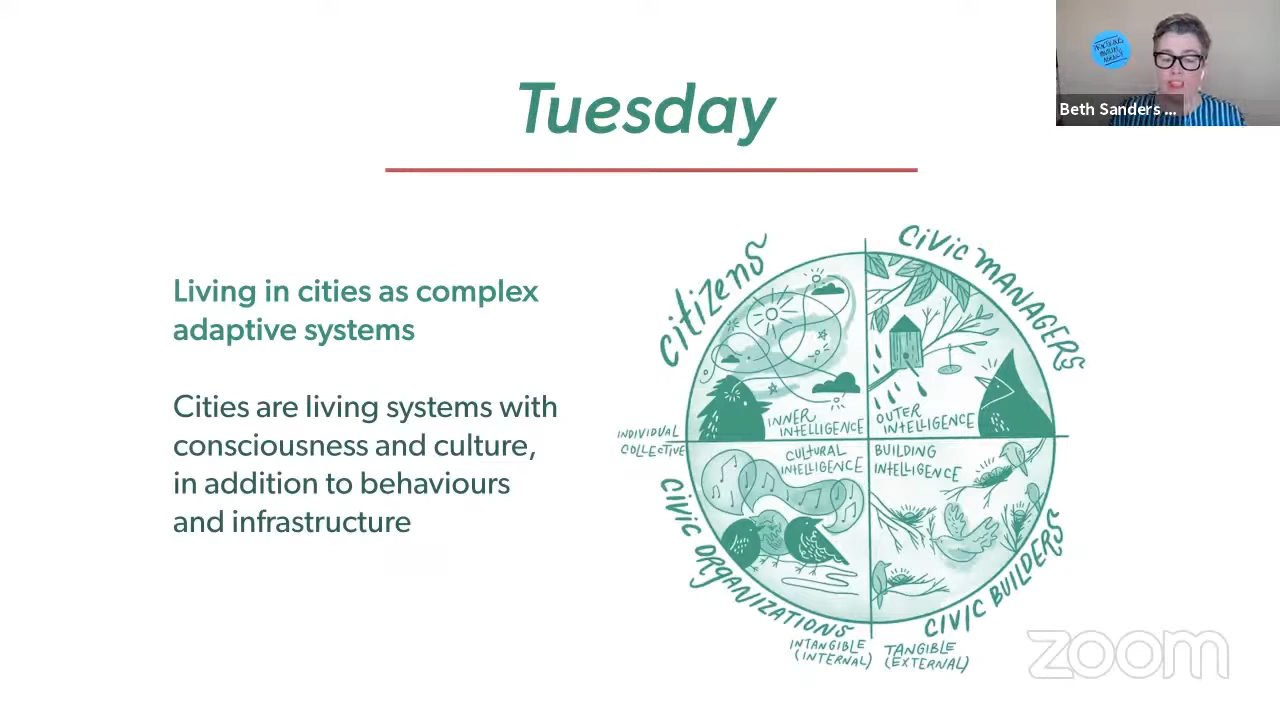 Tuesday
Beth Sanders ...
Living in cities as complex
adaptive systems
Cities are living systems with
consciousness and culture,
in addition to behaviours
and infrastructure
citizens
CIVIC MANAGERS
INNER
INTELLIGENCE
OUTER
INTELLIGENCE
INDIVIDUAL
COLLECTIVE
CULTURAL
INTELLIGENCE
BUILDING
INTELLIGENCE
CIVIC ORGANIZATIONS
CIVIC BUILDERS
INTANGIBLE
(INTERNAL)
TANGIBLE
(EXTERNAL)
zoom